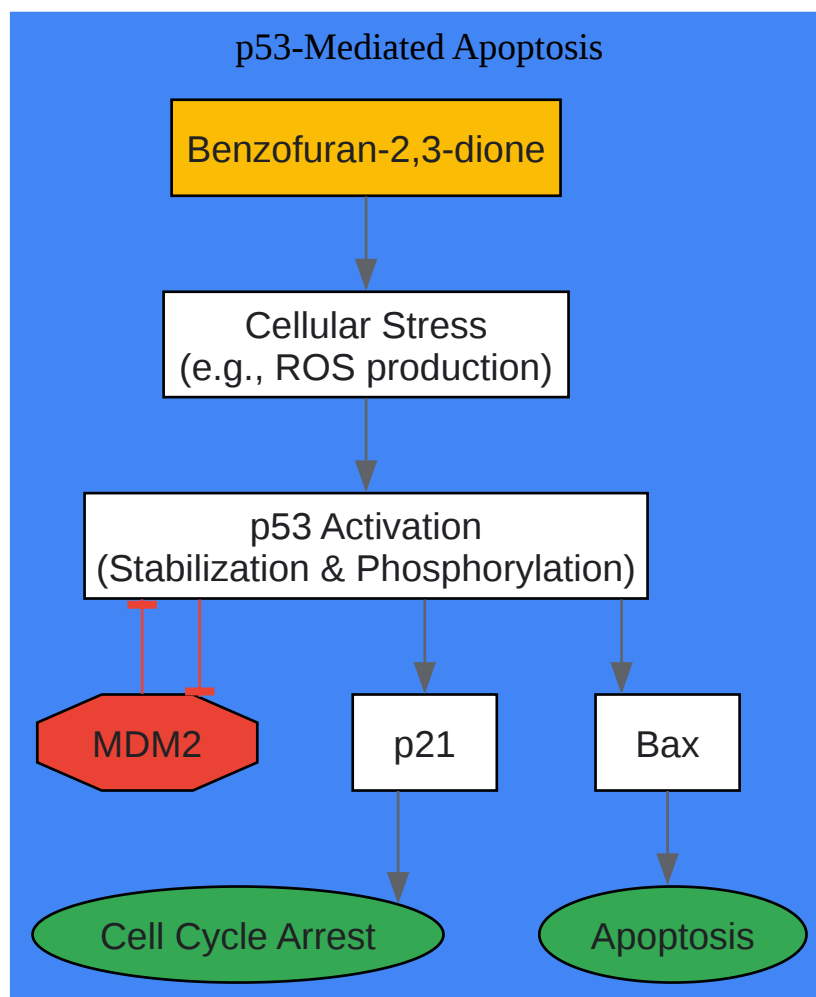 p53-Mediated Apoptosis
Benzofuran-2,3-dione
Cellular Stress
(e.g., ROS production)
p53 Activation
(Stabilization & Phosphorylation)
MDM2
p21
Bax
Cell Cycle Arrest
Apoptosis